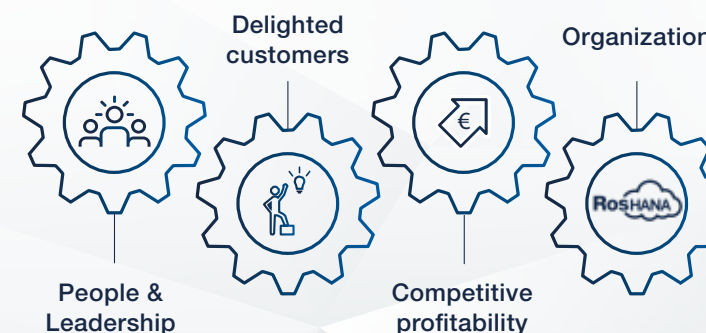 Delighted
customers
Organization
€
RosHANA
People &
Leadership
Competitive
profitability